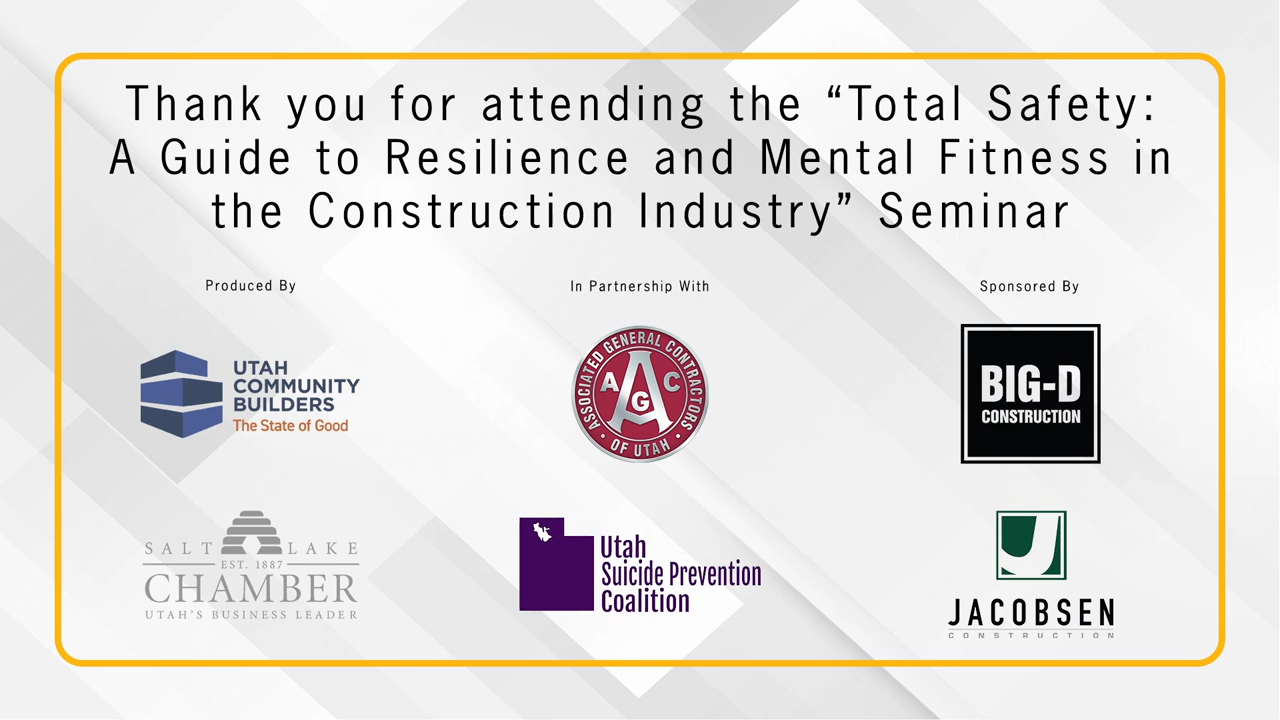 Thank you for attending the “Total Safety:
A Guide to Resilience and Mental Fitness in
the Construction Industry” Seminar
Produced By
UTAH
COMMUNITY
BUILDERS
The State of Good
SALT LAKE
EST. 1887
CHAMBER
UTAH'S BUSINESS LEADER
In Partnership With
ASSOCIATED GENERAL CONTRACTORS
A G C
• OF UTAH •
Utah
Suicide Prevention
Coalition
Sponsored By
BIG-D
CONSTRUCTION
J
JACOBSEN
CONSTRUCTION